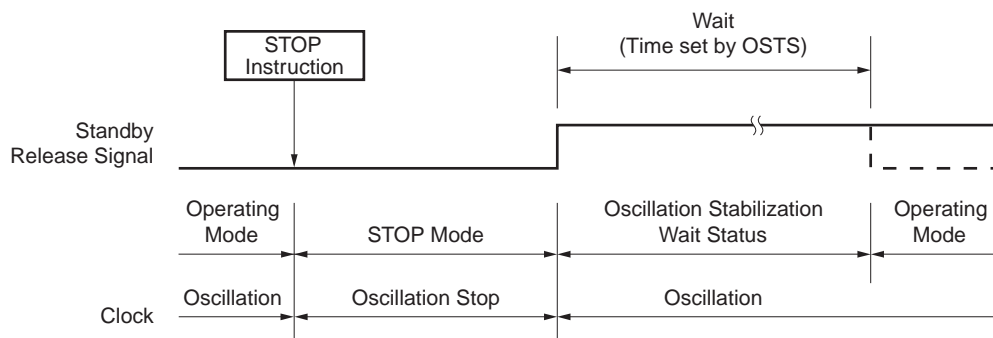 Wait
(Time set by OSTS)
STOP
Instruction
Standby
Release Signal
Operating
Mode
STOP Mode
Oscillation Stabilization
Wait Status
Operating
Mode
Clock
Oscillation
Oscillation Stop
Oscillation